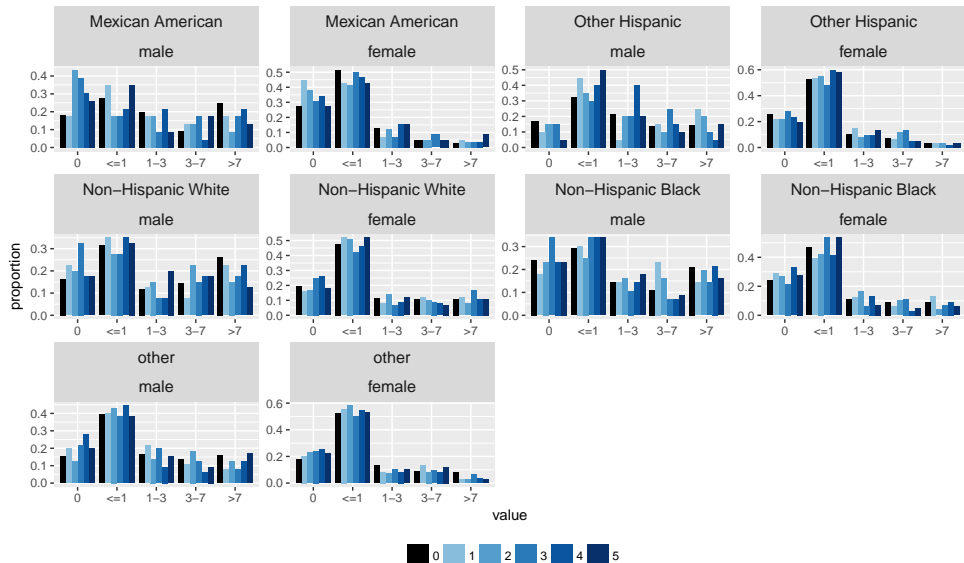 Mexican American
male
Mexican American
female
Other Hispanic
male
Other Hispanic
female
0.4
0.3
0.2
0.1
0.0
0 <=1 1−3 3−7 >7
0.5
0.4
0.3
0.2
0.1
0.0
0 <=1 1−3 3−7 >7
0.5
0.4
0.3
0.2
0.1
0.0
0 <=1 1−3 3−7 >7
0.6
0.4
0.2
0.0
0 <=1 1−3 3−7 >7
Non−Hispanic White
male
Non−Hispanic White
female
Non−Hispanic Black
male
Non−Hispanic Black
female
proportion
0.3
0.2
0.1
0.0
0 <=1 1−3 3−7 >7
0.5
0.4
0.3
0.2
0.1
0.0
0 <=1 1−3 3−7 >7
0.3
0.2
0.1
0.0
0 <=1 1−3 3−7 >7
0.4
0.2
0.0
0 <=1 1−3 3−7 >7
other
male
other
female
0.4
0.3
0.2
0.1
0.0
0 <=1 1−3 3−7 >7
0.6
0.4
0.2
0.0
0 <=1 1−3 3−7 >7
value
0 1 2 3 4 5